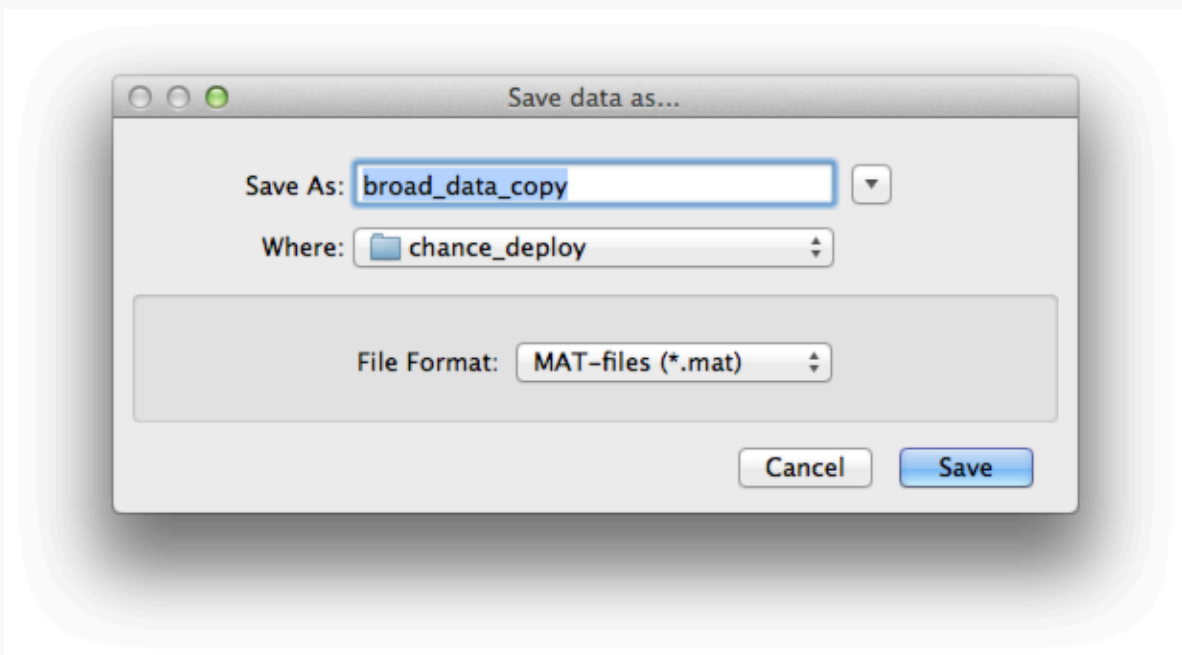 Save data as...
Save As: broad_data_copy
Where: chance_deploy
File Format: MAT-files (*.mat)
Cancel Save